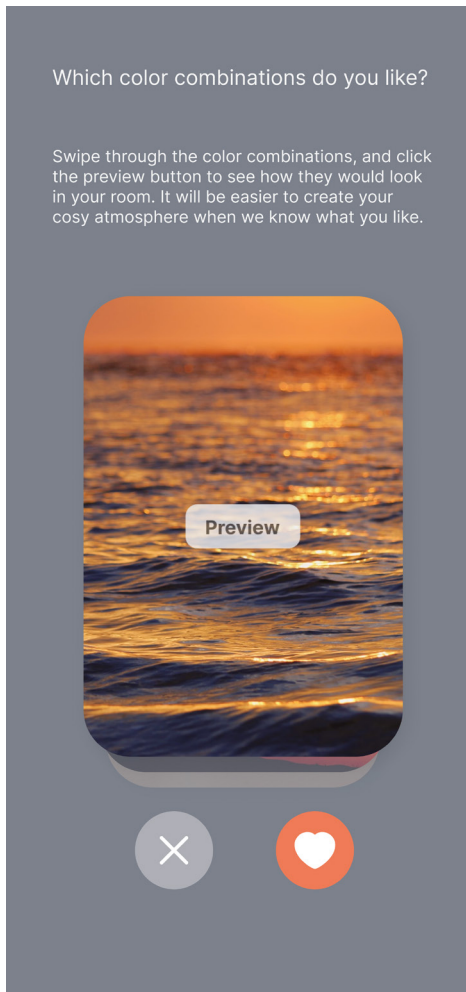 Which color combinations do you like?
Swipe through the color combinations, and click
the preview button to see how they would look
in your room. It will be easier to create your
cosy atmosphere when we know what you like.
Preview